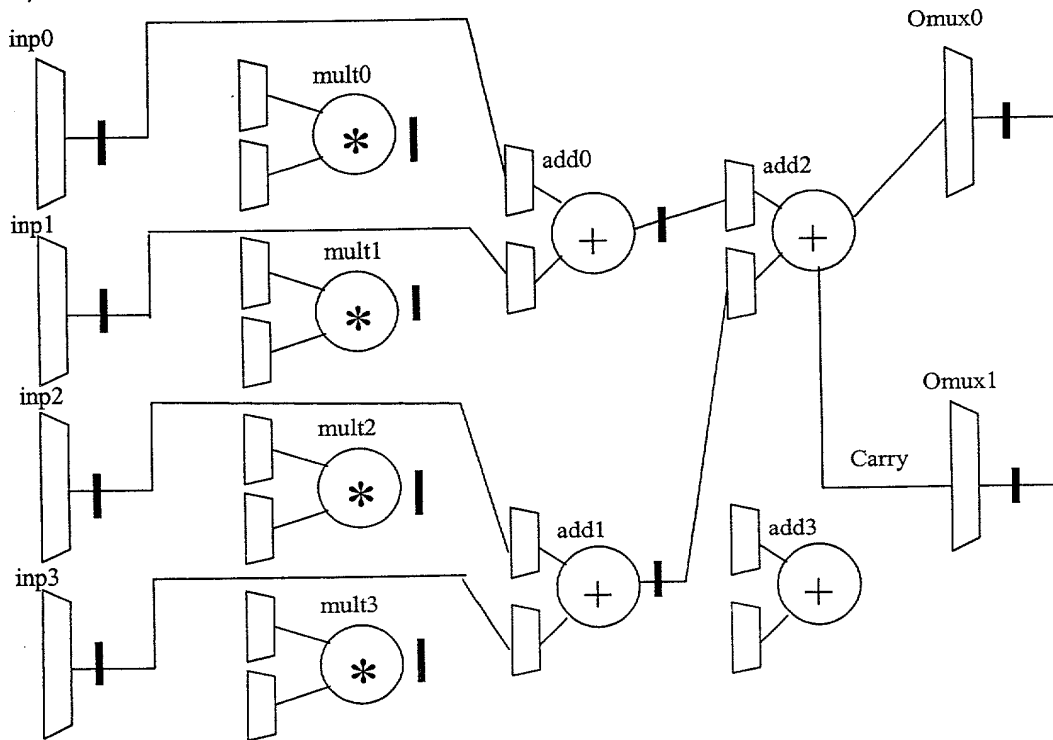 inp0
mult0
*
add0
+
add2
+
Omux0
inp1
mult1
*
inp2
mult2
*
add1
+
add3
+
Carry
Omux1
inp3
mult3
*